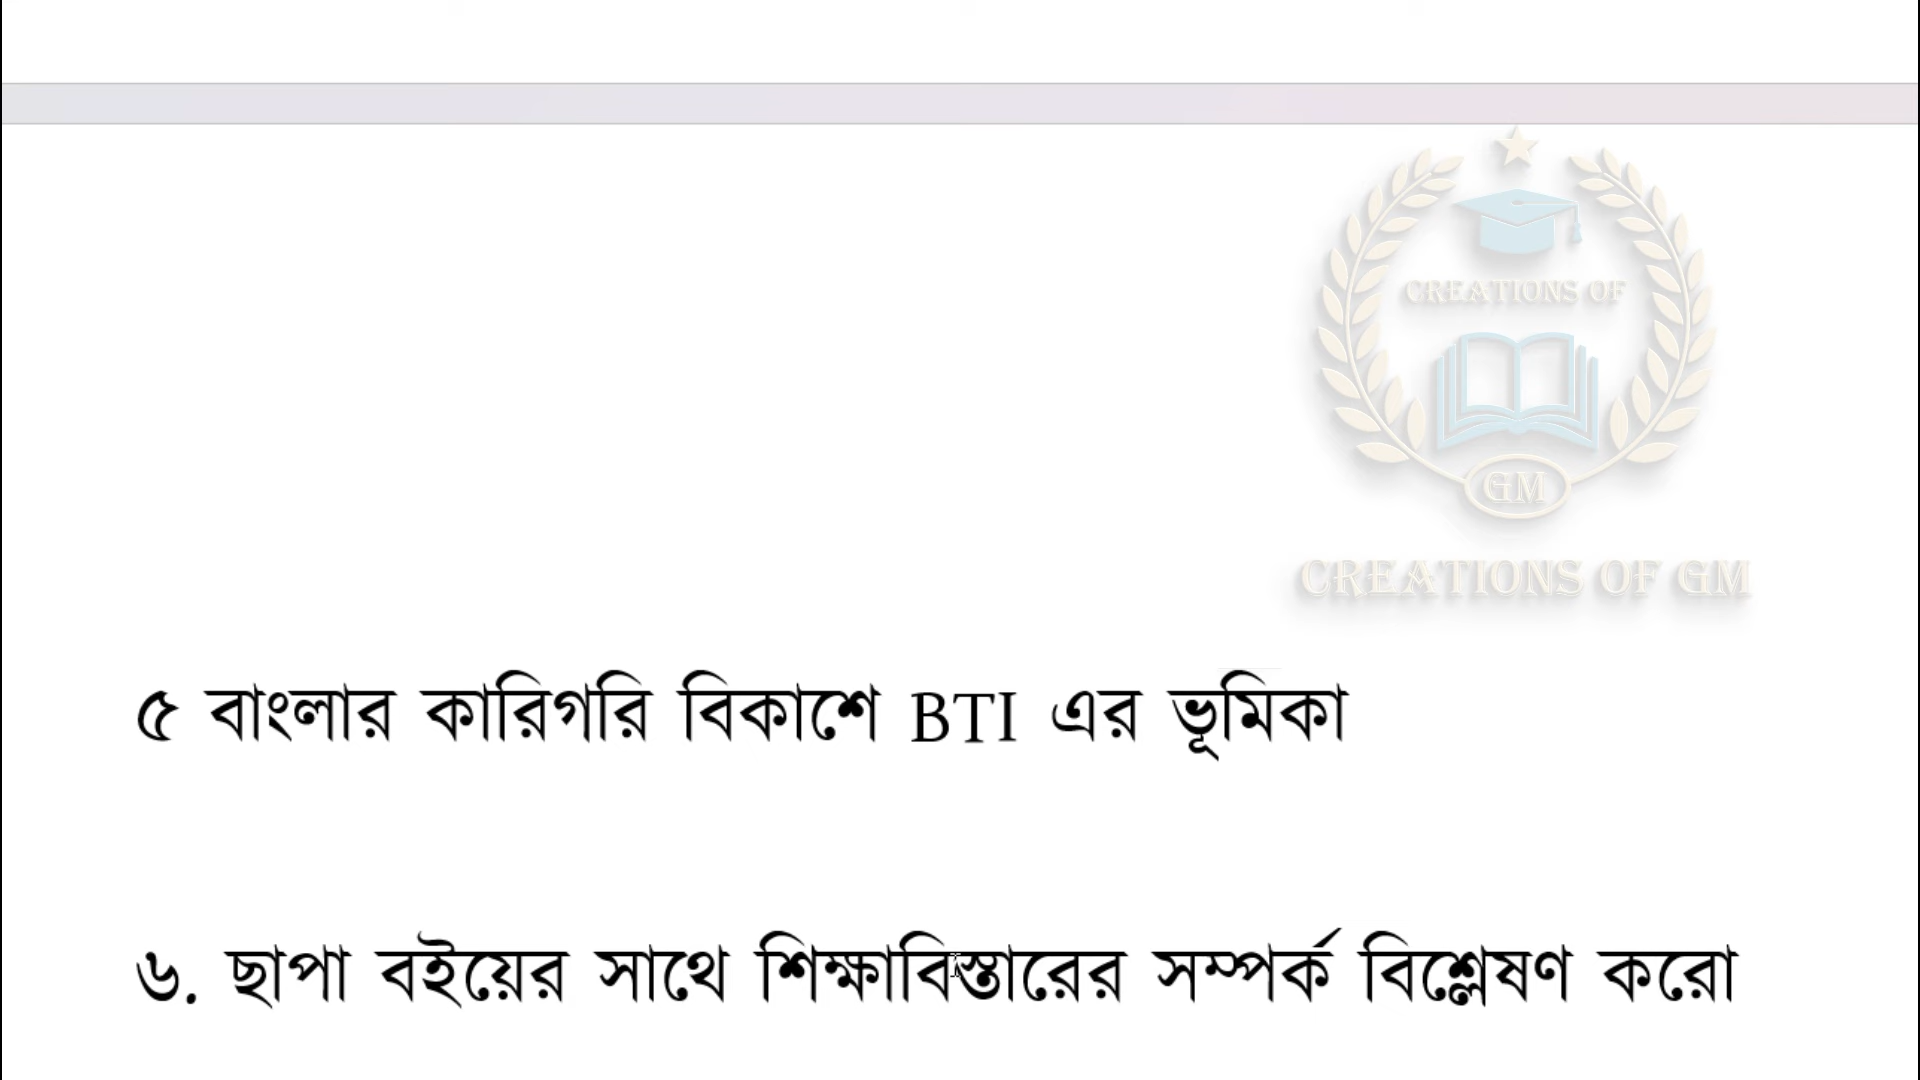 CREATIONS OF
GM
CREATIONS OF GM
৫ বাংলার কারিগরি বিকাশে BTI এর ভূমিকা
৬. ছাপা বইয়ের সাথে শিক্ষাবিস্তারের সম্পর্ক বিশ্লেষণ করো